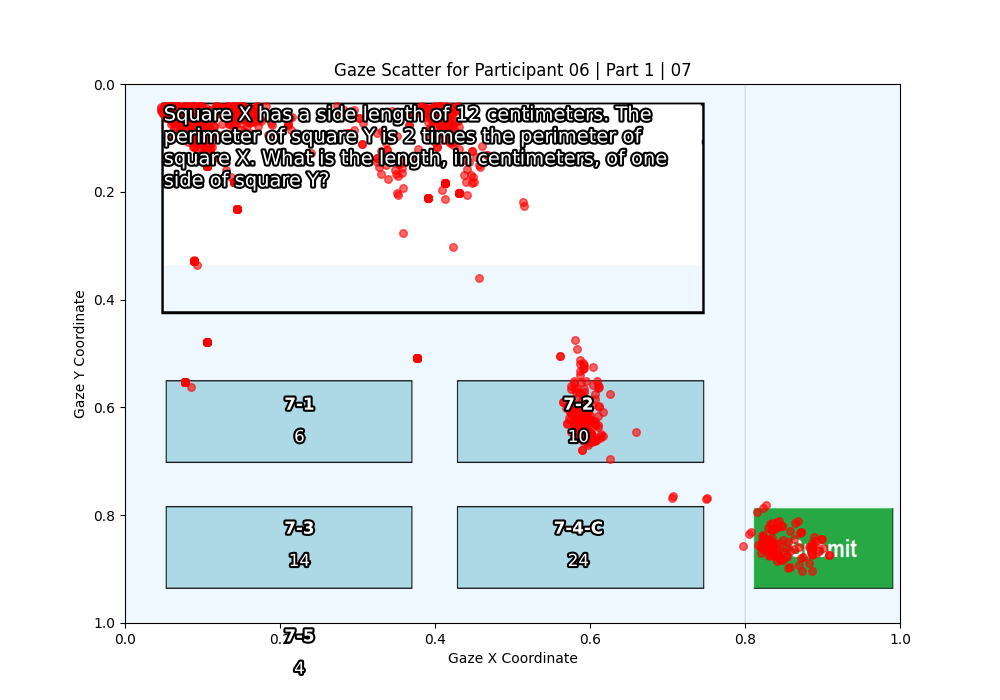 Gaze Scatter for Participant 06 | Part 1 | 07
Square X has a side length of 12 centimeters. The
perimeter of square Y is 2 times the perimeter of
square X. What is the length, in centimeters, of one
side of square Y?
7-1
6
7-2
10
7-3
14
7-4-C
24
Submit
7-5
4
0.0
0.2
0.4
0.6
0.8
1.0
Gaze Y Coordinate
0.0
0.2
0.4
0.6
0.8
1.0
Gaze X Coordinate